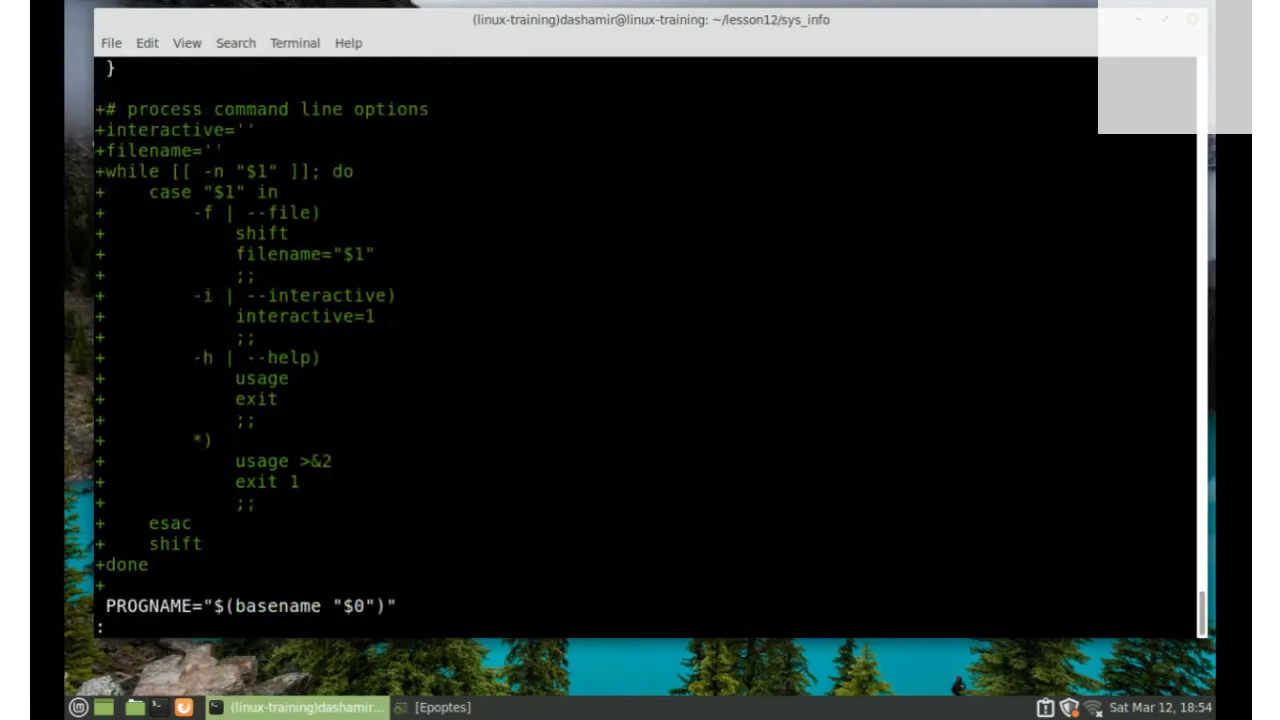 (linux-training)dashamir@linux-training: ~/lesson12/sys_info
File Edit View Search Terminal Help
 }
+# process command line options
+interactive=''
+filename=''
+while [[ -n "$1" ]]; do
+    case "$1" in
+        -f | --file)
+            shift
+            filename="$1"
+            ;;
+        -i | --interactive)
+            interactive=1
+            ;;
+        -h | --help)
+            usage
+            exit
+            ;;
+        *)
+            usage >&2
+            exit 1
+            ;;
+    esac
+    shift
+done
+
 PROGNAME="$(basename "$0")"
:
(linux-training)dashamir... [Epoptes] Sat Mar 12, 18:54